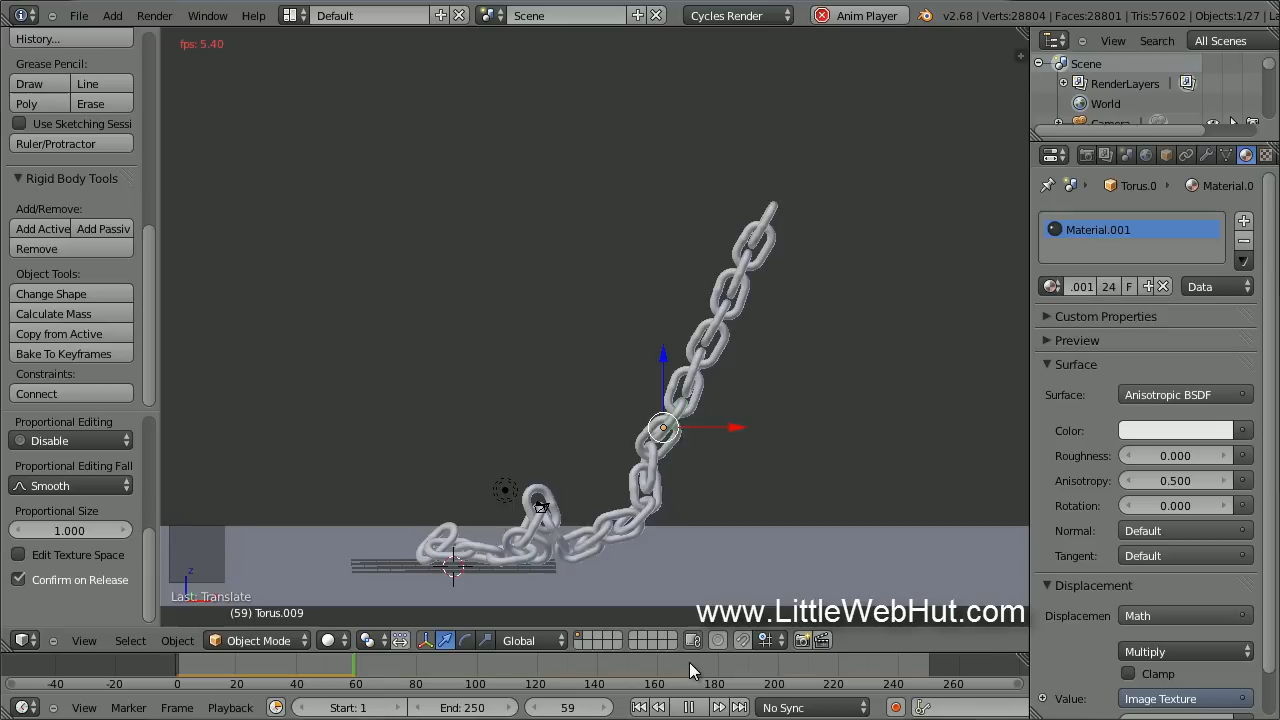 File Add Render Window Help Default Scene Cycles Render Anim Player v2.68 | Verts:28804 | Faces:28801 | Tris:57602 | Objects:1/27 | La
History...
fps: 5.40
View Search All Scenes
Grease Pencil:
Draw Line
Poly Erase
Use Sketching Sessi
Ruler/Protractor
Scene
RenderLayers
World
Camera
Rigid Body Tools
Add/Remove:
Add Active Add Passiv
Remove
Object Tools:
Change Shape
Calculate Mass
Copy from Active
Bake To Keyframes
Constraints:
Connect
Torus.0 Material.0
Material.001
.001 24 F Data
Custom Properties
Preview
Surface
Surface: Anisotropic BSDF
Color:
Roughness: 0.000
Anisotropy: 0.500
Rotation: 0.000
Normal: Default
Tangent: Default
Displacement
Displacemen Math
Multiply
Clamp
Value: Image Texture
Proportional Editing
Disable
Proportional Editing Fall
Smooth
Proportional Size
1.000
Edit Texture Space
Confirm on Release
z
Last: Translate
(59) Torus.009
www.LittleWebHut.com
View Select Object Object Mode Global
-40 -20 0 20 40 60 80 100 120 140 160 180 200 220 240 260
View Marker Frame Playback Start: 1 End: 250 59 No Sync